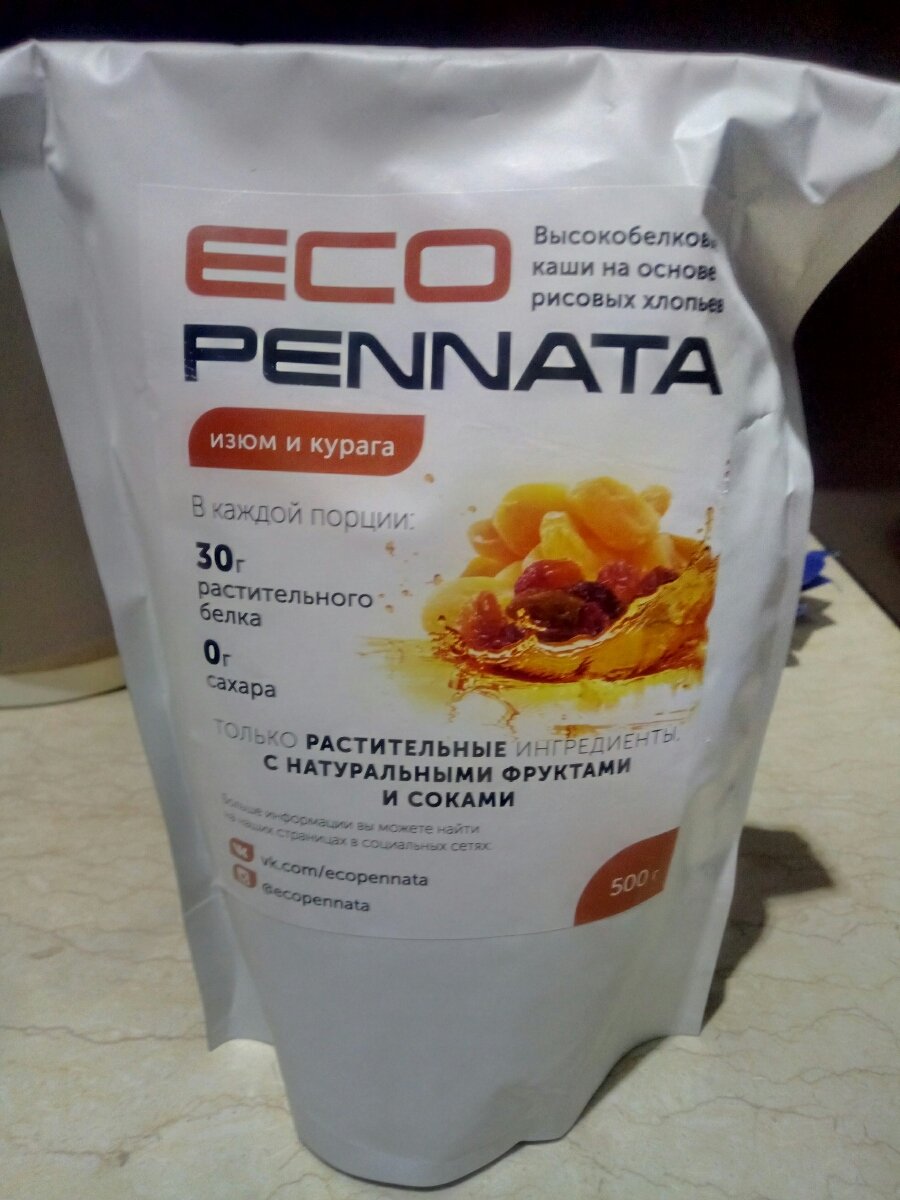 ECO
PENNATA
Высокобелков
каши на основе
рисовых хлопьев
изюм и курага
В каждой порции:
30г
растительного
белка
0г
сахара
ТОЛЬКО РАСТИТЕЛЬНЫЕ ИНГРЕДИЕНТЫ.
С НАТУРАЛЬНЫМИ ФРУКТАМИ
И СОКАМИ
Больше информации вы можете найти
на наших страницах в социальных сетях:
vk.com/ecopennata
@ecopennata
500 г